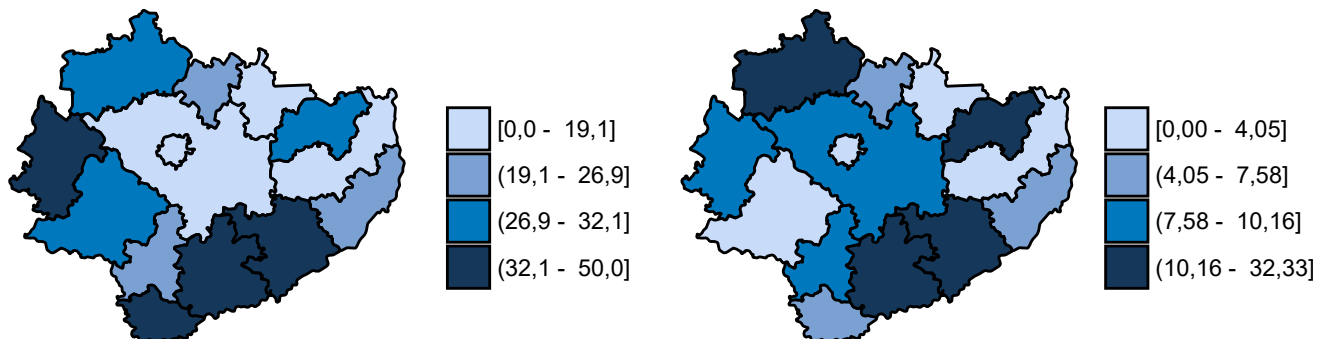 [0,0 - 19,1]
(19,1 - 26,9]
(26,9 - 32,1]
(32,1 - 50,0]
[0,00 - 4,05]
(4,05 - 7,58]
(7,58 - 10,16]
(10,16 - 32,33]